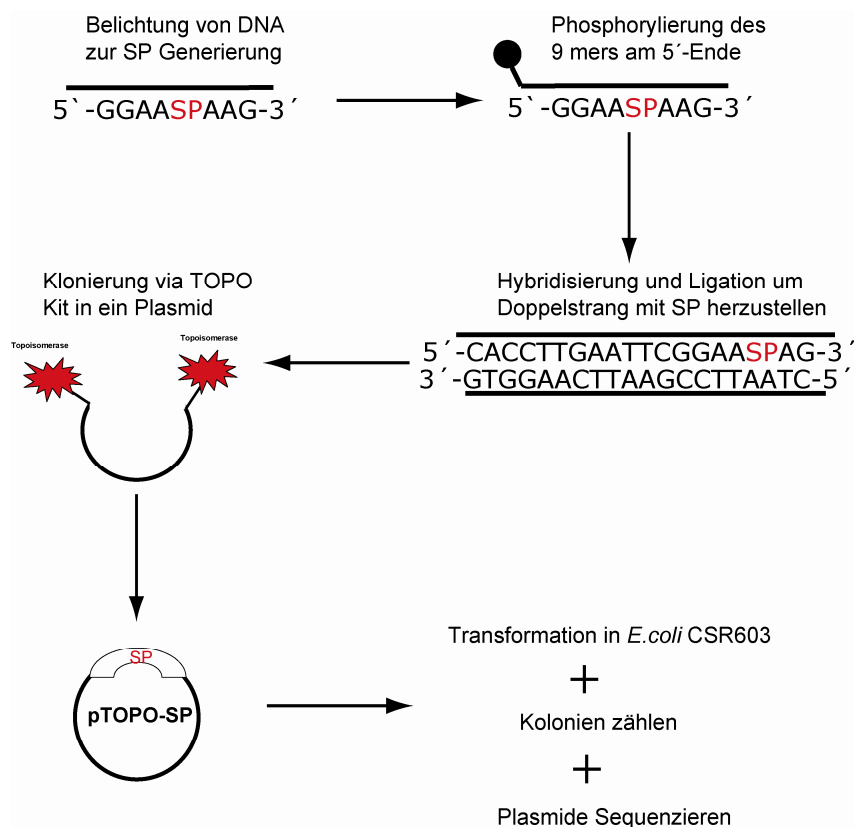 Belichtung von DNA
zur SP Generierung
5`-GGAASPAAG-3´
Phosphorylierung des
9 mers am 5´-Ende
5`-GGAASPAAG-3´
Hybridisierung und Ligation um
Doppelstrang mit SP herzustellen
5´-CACCTTGAATTCGGAASPAG-3´
3´-GTGGAACTTAAGCCTTAATC-5´
Klonierung via TOPO
Kit in ein Plasmid
Topoisomerase
Topoisomerase
SP
pTOPO-SP
Transformation in E.coli CSR603
+
Kolonien zählen
+
Plasmide Sequenzieren